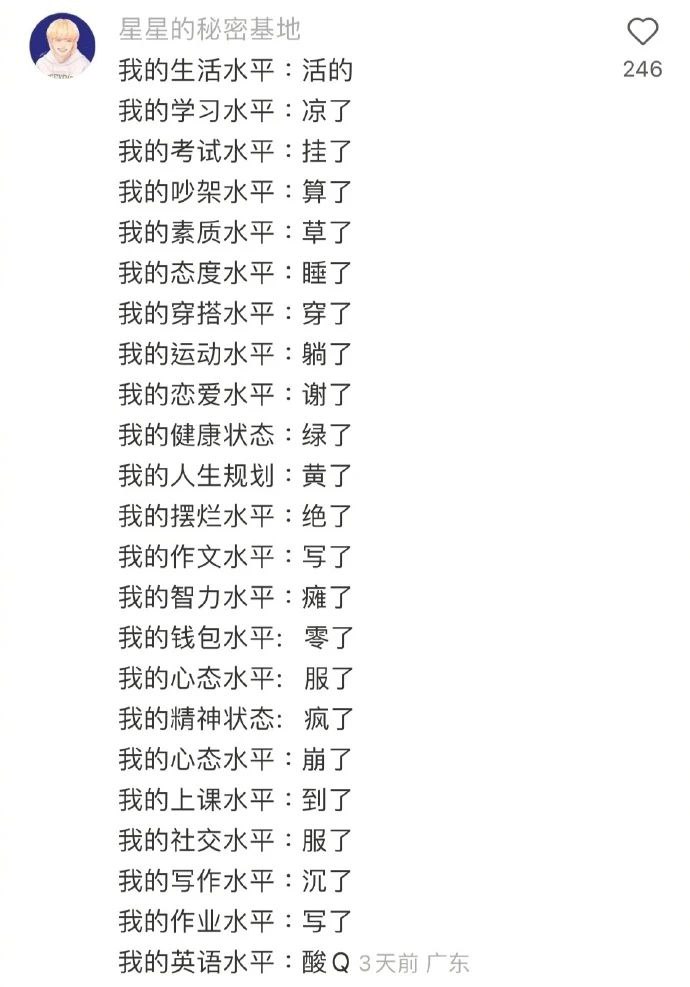 星星的秘密基地
246
我的生活水平：活的
我的学习水平：凉了
我的考试水平：挂了
我的吵架水平：算了
我的素质水平：草了
我的态度水平：睡了
我的穿搭水平：穿了
我的运动水平：躺了
我的恋爱水平：谢了
我的健康状态：绿了
我的人生规划：黄了
我的摆烂水平：绝了
我的作文水平：写了
我的智力水平：瘫了
我的钱包水平:  零了
我的心态水平:  服了
我的精神状态:  疯了
我的心态水平：崩了
我的上课水平：到了
我的社交水平：服了
我的写作水平：沉了
我的作业水平：写了
我的英语水平：酸Q 3天前 广东